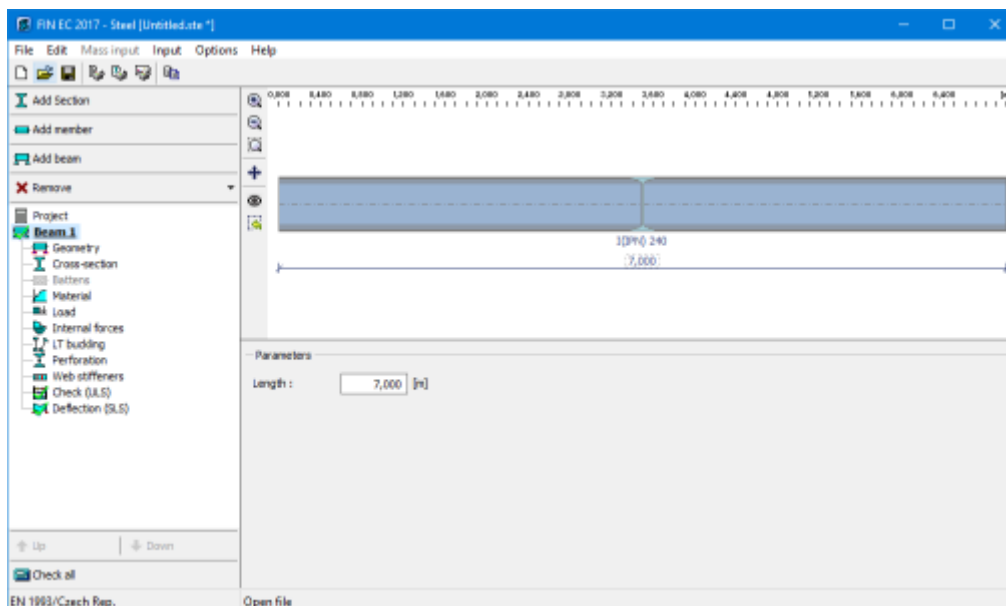 FIN EC 2017 - Steel [Untitled.ste *]
File Edit Mass input Input Options Help
Add Section
Add member
Add beam
Remove
Project
Beam 1
Geometry
Cross-section
Battens
Material
Load
Internal forces
LT buckling
Perforation
Web stiffeners
Check (ULS)
Deflection (SLS)
Up Down
Check all
EN 1993/Czech Rep.
I(IPN) 240
7,000
Parameters
Length : 7,000 [m]
Open file